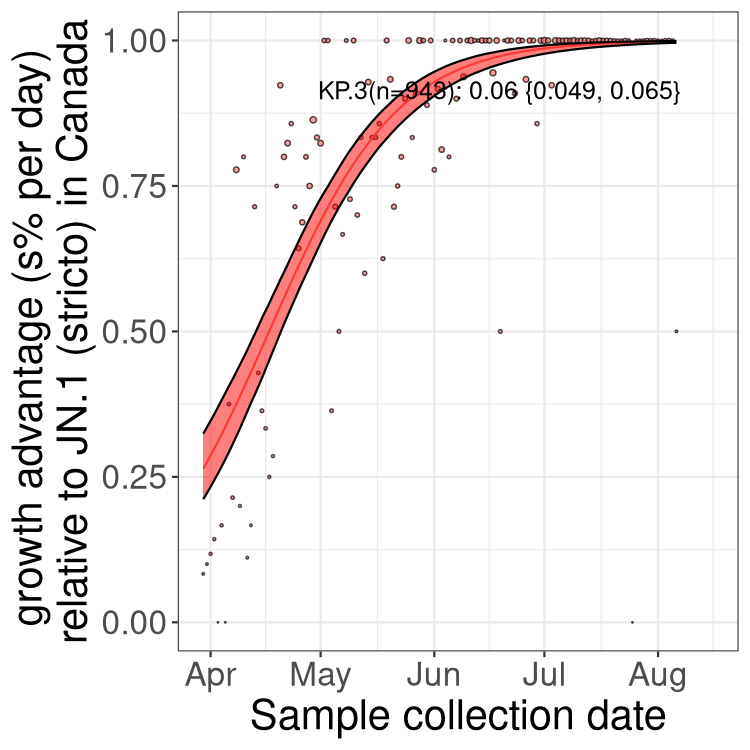 growth advantage (s% per day)
relative to JN.1 (stricto) in Canada
1.00
0.75
0.50
0.25
0.00
KP.3(n=943): 0.06 {0.049, 0.065}
Apr May Jun Jul Aug
Sample collection date